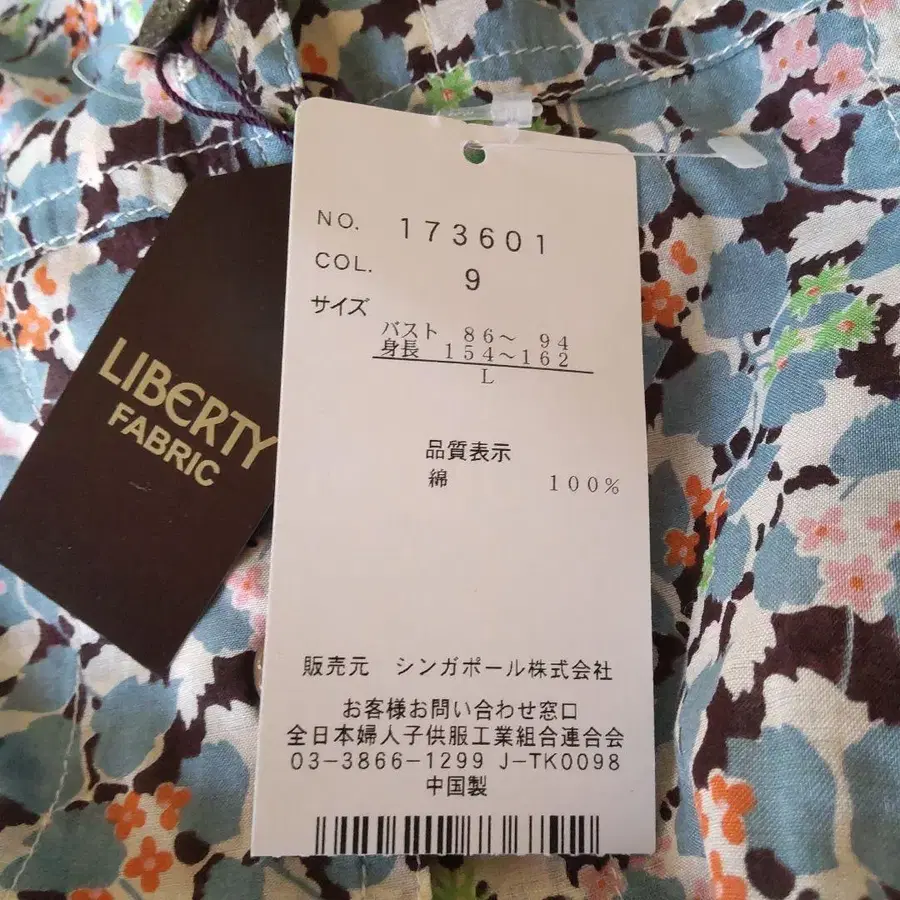 LIBERTY
FABRIC
NO. 173601
COL. 9
サイズ
バスト 86～ 94
身長 154～162
L
品質表示
綿 100%
販売元 シンガポール株式会社
お客様お問い合わせ窓口
全日本婦人子供服工業組合連合会
03-3866-1299 J-TK0098
中国製